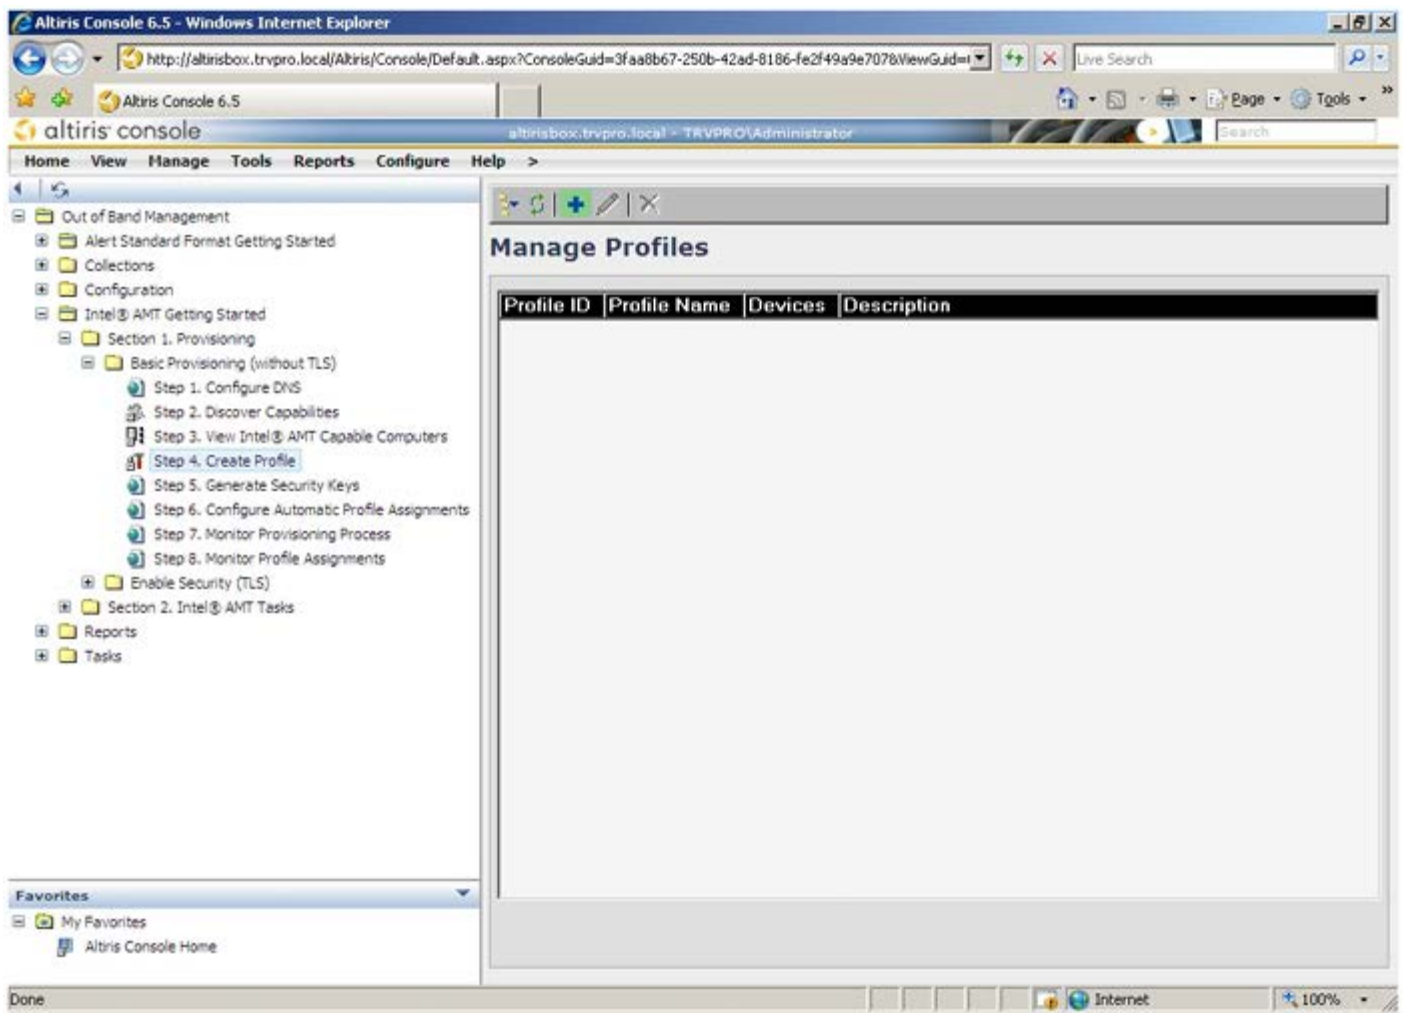 Altiris Console 6.5 - Windows Internet Explorer
http://altirisbox.trvpro.local/Altiris/Console/Default.aspx?ConsoleGuid=3faa8b67-250b-42ad-8186-fe2f49a9e707&ViewGuid=
Live Search
Altiris Console 6.5
Page
Tools
altiris console
altirisbox.trvpro.local - TRVPRO\Administrator
Search
Home View Manage Tools Reports Configure Help >
Out of Band Management
Alert Standard Format Getting Started
Collections
Configuration
Intel® AMT Getting Started
Section 1. Provisioning
Basic Provisioning (without TLS)
Step 1. Configure DNS
Step 2. Discover Capabilities
Step 3. View Intel® AMT Capable Computers
Step 4. Create Profile
Step 5. Generate Security Keys
Step 6. Configure Automatic Profile Assignments
Step 7. Monitor Provisioning Process
Step 8. Monitor Profile Assignments
Enable Security (TLS)
Section 2. Intel® AMT Tasks
Reports
Tasks
Manage Profiles
Profile ID Profile Name Devices Description
Favorites
My Favorites
Altiris Console Home
Done
Internet
100%